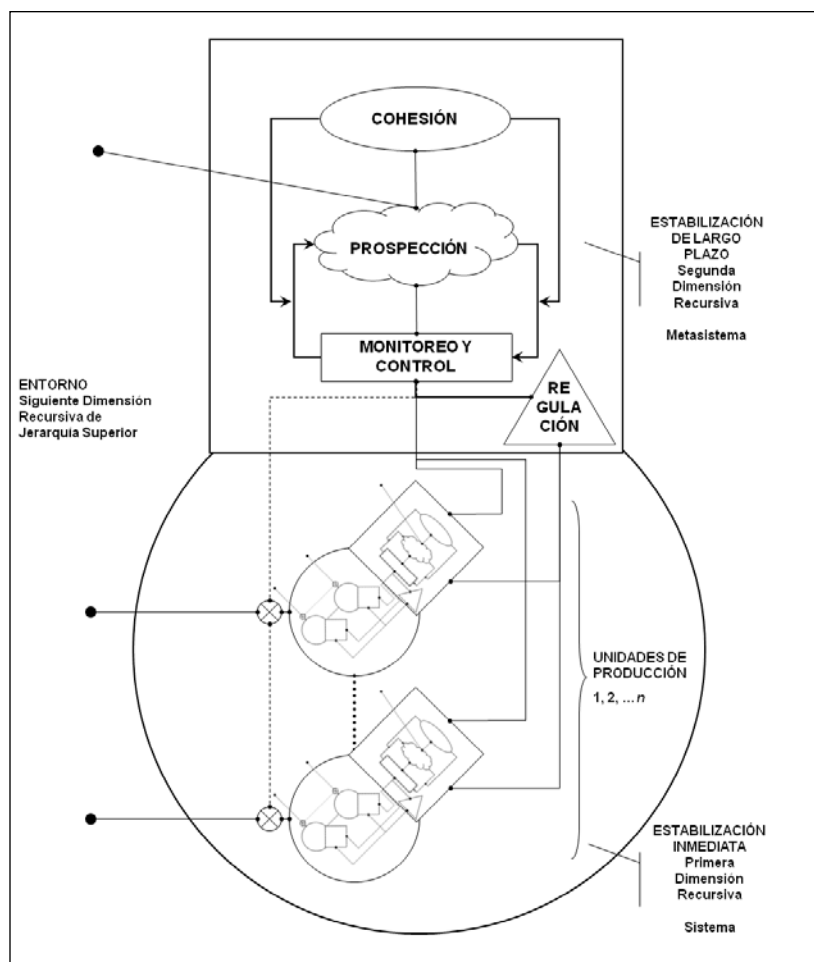 COHESIÓN
PROSPECCIÓN
MONITOREO Y
CONTROL
RE
GULA
CIÓN
ESTABILIZACIÓN
DE LARGO
PLAZO
Segunda
Dimensión
Recursiva
Metasistema
ENTORNO
Siguiente Dimensión
Recursiva de
Jerarquía Superior
UNIDADES DE
PRODUCCIÓN
1, 2, ...n
ESTABILIZACIÓN
INMEDIATA
Primera
Dimensión
Recursiva
Sistema